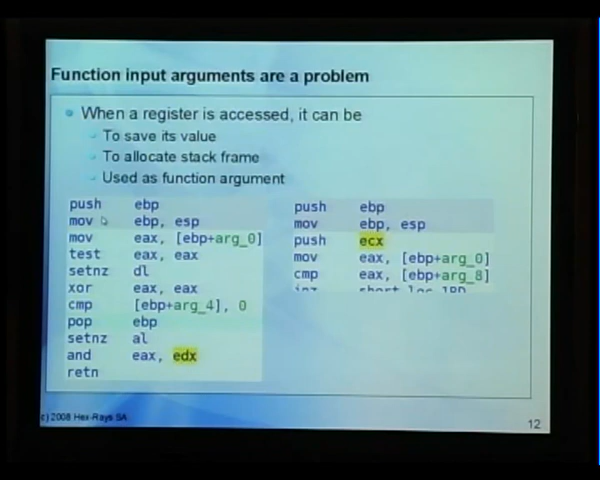 Function input arguments are a problem
When a register is accessed, it can be
To save its value
To allocate stack frame
Used as function argument
push ebp
mov ebp, esp
mov eax, [ebp+arg_0]
test eax, eax
setnz dl
xor eax, eax
cmp [ebp+arg_4], 0
pop ebp
setnz al
and eax, edx
retn
push ebp
mov ebp, esp
push ecx
mov eax, [ebp+arg_0]
cmp eax, [ebp+arg_8]
short loc
c) 2008 Hex-Rays SA.
12